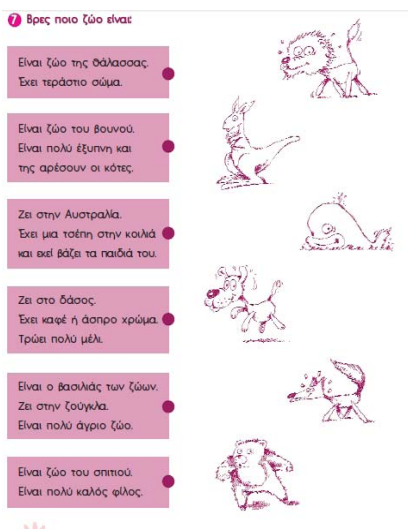 7 Βρες ποιο ζώο είναι:
Είναι ζώο της θάλασσας.
Έχει τεράστιο σώμα.
Είναι ζώο του βουνού.
Είναι πολύ έξυπνη και
της αρέσουν οι κότες.
Ζει στην Αυστραλία.
Έχει μια τσέπη στην κοιλιά
και εκεί βάζει τα παιδιά του.
Ζει στο δάσος.
Έχει καφέ ή άσπρο χρώμα.
Τρώει πολύ μέλι.
Είναι ο βασιλιάς των ζώων.
Ζει στην ζούγκλα.
Είναι πολύ άγριο ζώο.
Είναι ζώο του σπιτιού.
Είναι πολύ καλός φίλος.